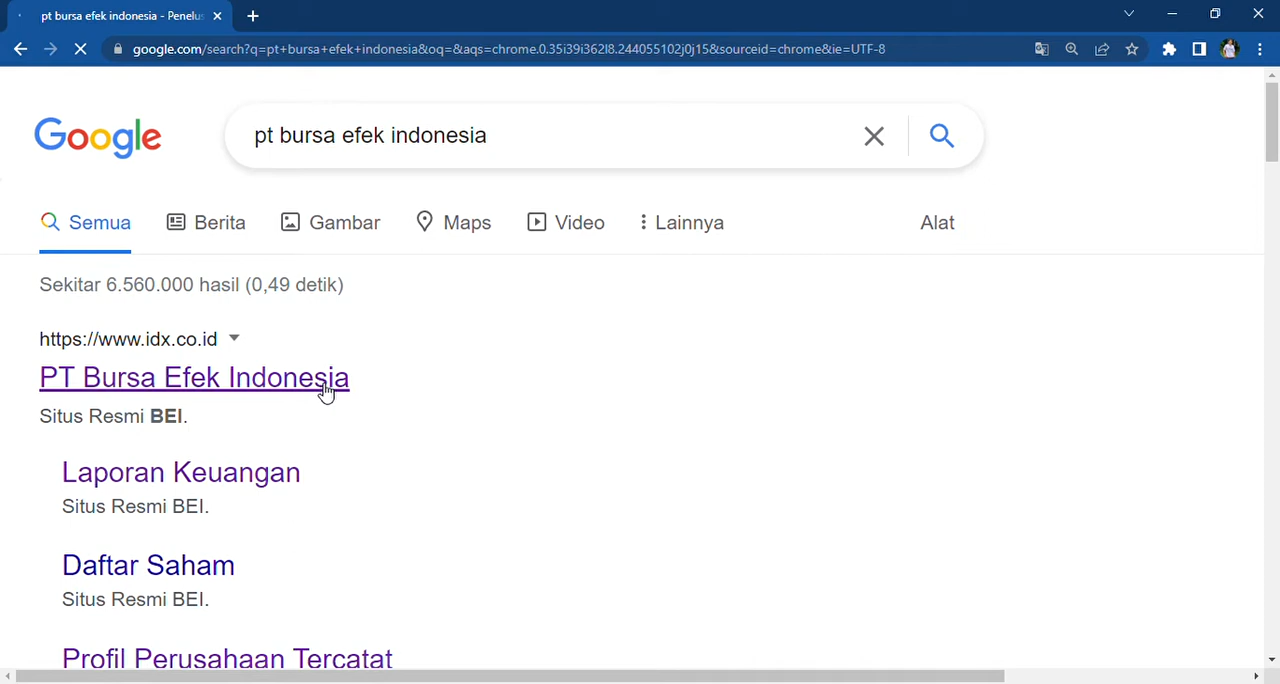 pt bursa efek indonesia - Penelu
google.com/search?q=pt+bursa+efek+indonesia&oq=&aqs=chrome.0.35i39i362l8.244055102j0j15&sourceid=chrome&ie=UTF-8
Google
pt bursa efek indonesia
Semua Berita Gambar Maps Video Lainnya Alat
Sekitar 6.560.000 hasil (0,49 detik)
https://www.idx.co.id
PT Bursa Efek Indonesia
Situs Resmi BEI.
Laporan Keuangan
Situs Resmi BEI.
Daftar Saham
Situs Resmi BEI.
Profil Perusahaan Tercatat